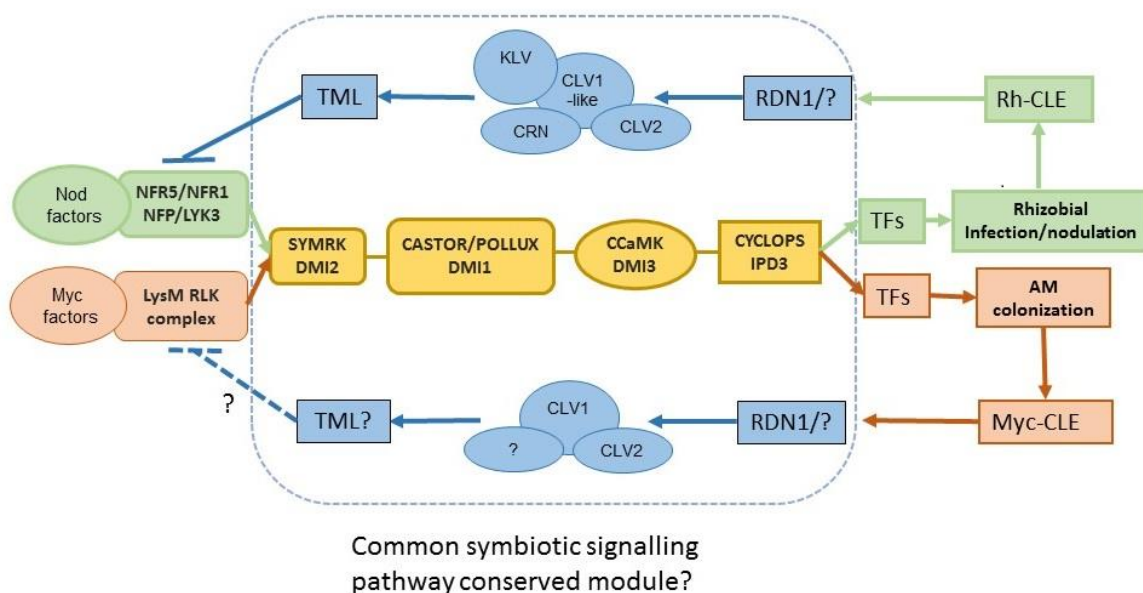 KLV
CLV1
-like
CRN
CLV2
TML
RDN1/?
Rh-CLE
Nod
factors
NFR5/NFR1
NFP/LYK3
SYMRK
DMI2
CASTOR/POLLUX
DMI1
CCaMK
DMI3
CYCLOPS
IPD3
TFs
Rhizobial
Infection/nodulation
Myc
factors
LysM RLK
complex
TFs
AM
colonization
?
TML?
CLV1
?
CLV2
RDN1/?
Myc-CLE
Common symbiotic signalling
pathway conserved module?